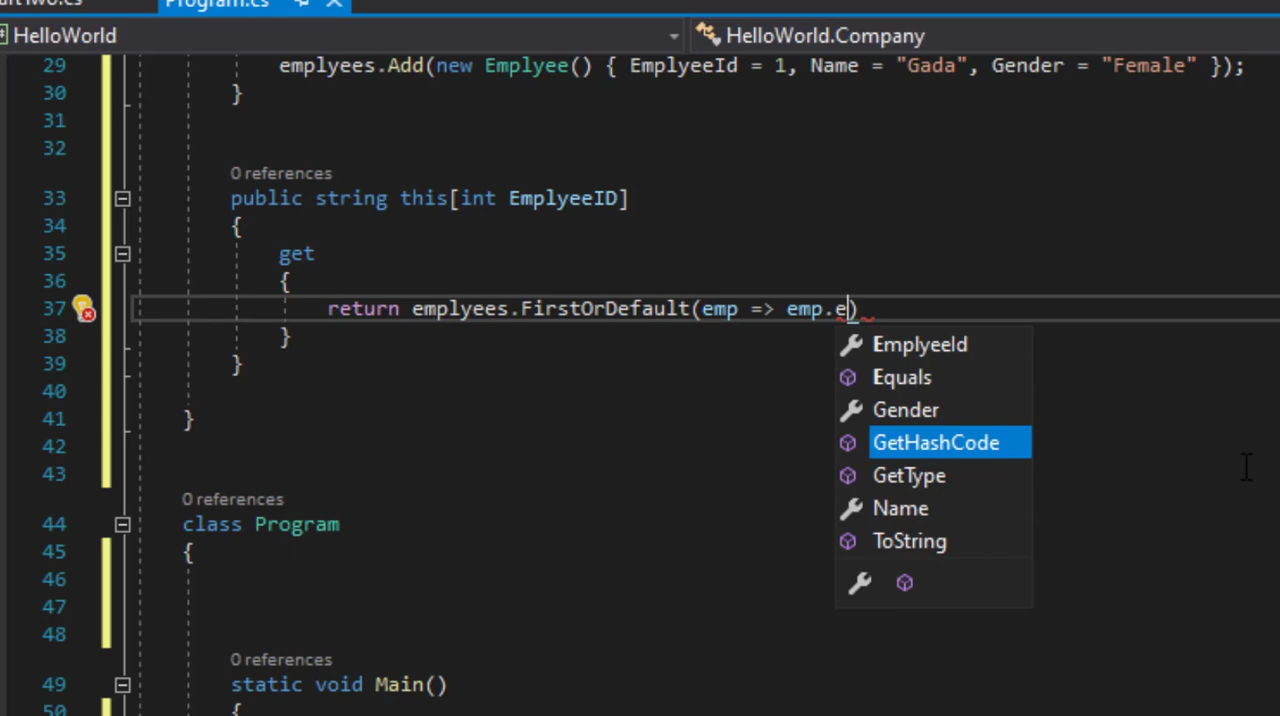 Program.cs
HelloWorld HelloWorld.Company
29 emplyees.Add(new Emplyee() { EmplyeeId = 1, Name = "Gada", Gender = "Female" });
30 }
31
32
0 references
33 public string this[int EmplyeeID]
34 {
35 get
36 {
37 return emplyees.FirstOrDefault(emp => emp.e)
EmplyeeId
Equals
Gender
GetHashCode
GetType
Name
ToString
38 }
39 }
40
41 }
42
43
0 references
44 class Program
45 {
46
47
48
0 references
49 static void Main()
50 {